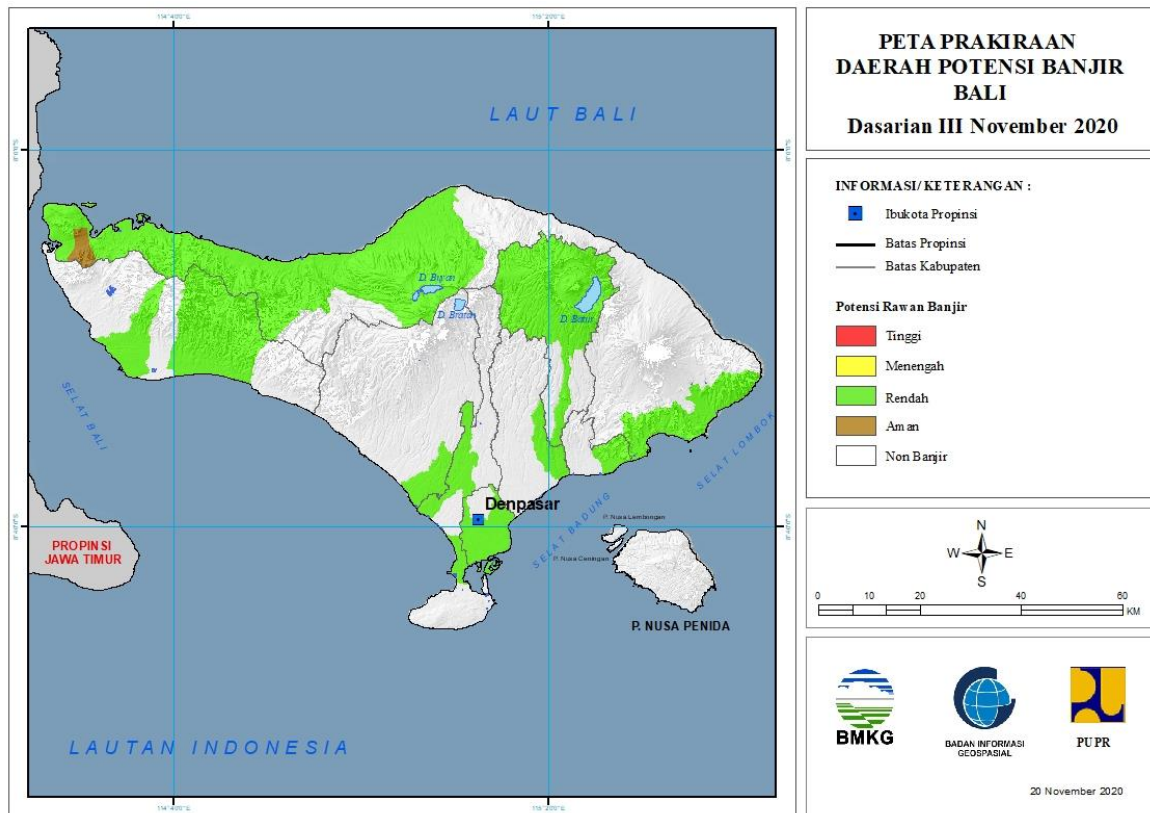 PETA PRAKIRAAN
DAERAH POTENSI BANJIR
BALI
Dasarian III November 2020
INFORMASI/ KETERANGAN :
Ibukota Propinsi
Batas Propinsi
Batas Kabupaten
Potensi Rawan Banjir
Tinggi
Menengah
Rendah
Aman
Non Banjir
N
W E
S
0 10 20 40 60
KM
BMKG
BADAN INFORMASI
GEOSPASIAL
PUPR
20 November 2020
LAUT BALI
D. Buyan
D. Bratan
D. Batur
SELAT BALI
SELAT LOMBOK
Denpasar
SELAT BADUNG
P. Nusa Lembongan
P. Nusa Ceningan
PROPINSI
JAWA TIMUR
P. NUSA PENIDA
LAUTAN INDONESIA